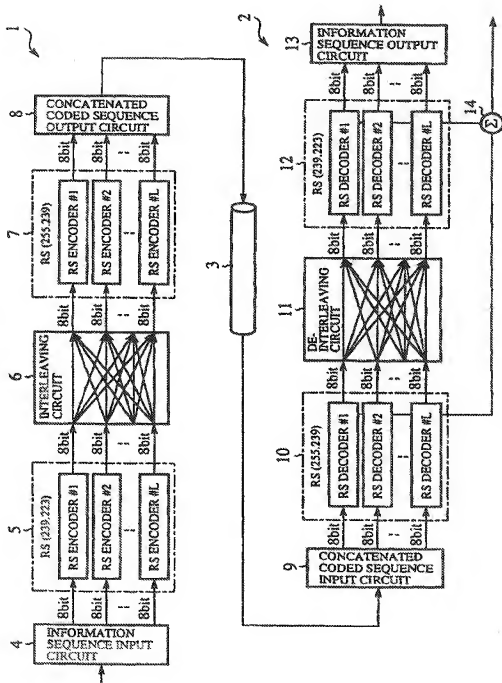 1
4
INFORMATION
SEQUENCE INPUT
CIRCUIT
8bit
8bit
8bit
5
RS (239.223)
RS ENCODER #1
RS ENCODER #2
RS ENCODER #L
8bit
8bit
8bit
6
INTERLEAVING
CIRCUIT
8bit
8bit
8bit
7
RS (255.239)
RS ENCODER #1
RS ENCODER #2
RS ENCODER #L
8bit
8bit
8bit
8
CONCATENATED
CODED SEQUENCE
OUTPUT CIRCUIT
3
2
9
CONCATENATED
CODED SEQUENCE
INPUT CIRCUIT
8bit
8bit
8bit
10
RS (255.239)
RS DECODER #1
RS DECODER #2
RS DECODER #L
8bit
8bit
8bit
11
DE-
INTERLEAVING
CIRCUIT
8bit
8bit
8bit
12
RS (239.223)
RS DECODER #1
RS DECODER #2
RS DECODER #L
8bit
8bit
8bit
13
INFORMATION
SEQUENCE OUTPUT
CIRCUIT
14
Σ